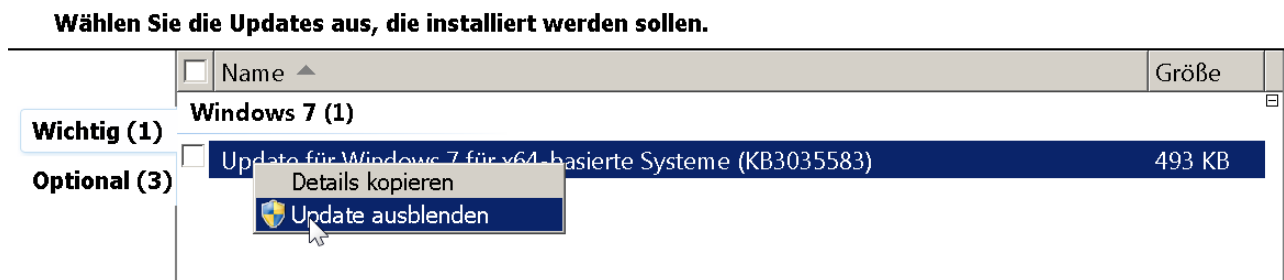 Wählen Sie die Updates aus, die installiert werden sollen.
Name Größe
Windows 7 (1)
Wichtig (1)
Update für Windows 7 für x64-basierte Systeme (KB3035583) 493 KB
Optional (3)
Details kopieren
Update ausblenden